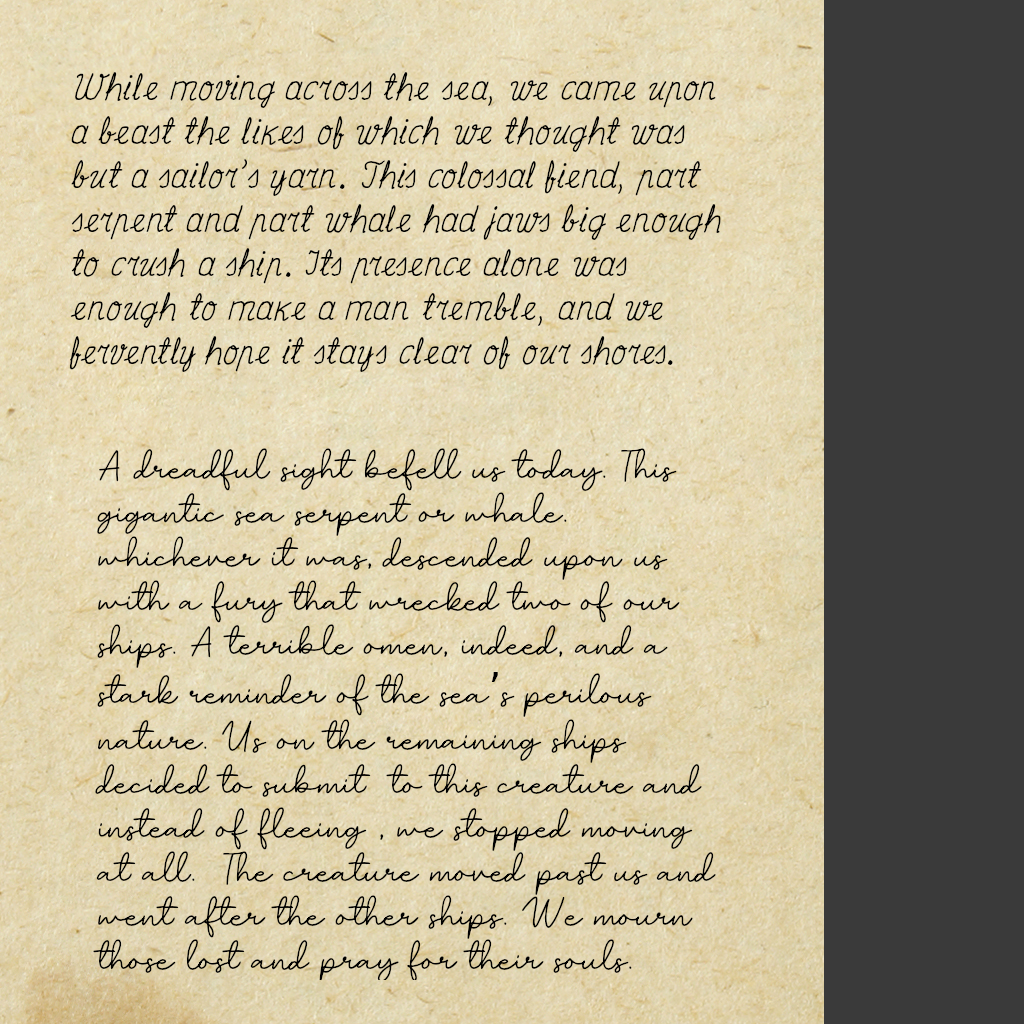 While moving across the sea, we came upon
a beast the likes of which we thought was
but a sailor's yarn. This colossal fiend, part
serpent and part whale had jaws big enough
to crush a ship. Its presence alone was
enough to make a man tremble, and we
fervently hope it stays clear of our shores.
A dreadful sight befell us today. This
gigantic sea serpent or whale.
whichever it was, descended upon us
with a fury that wrecked two of our
ships. A terrible omen, indeed, and a
stark reminder of the sea's perilous
nature. Us on the remaining ships
decided to submit to this creature and
instead of fleeing , we stopped moving
at all. The creature moved past us and
went after the other ships. We mourn
those lost and pray for their souls.